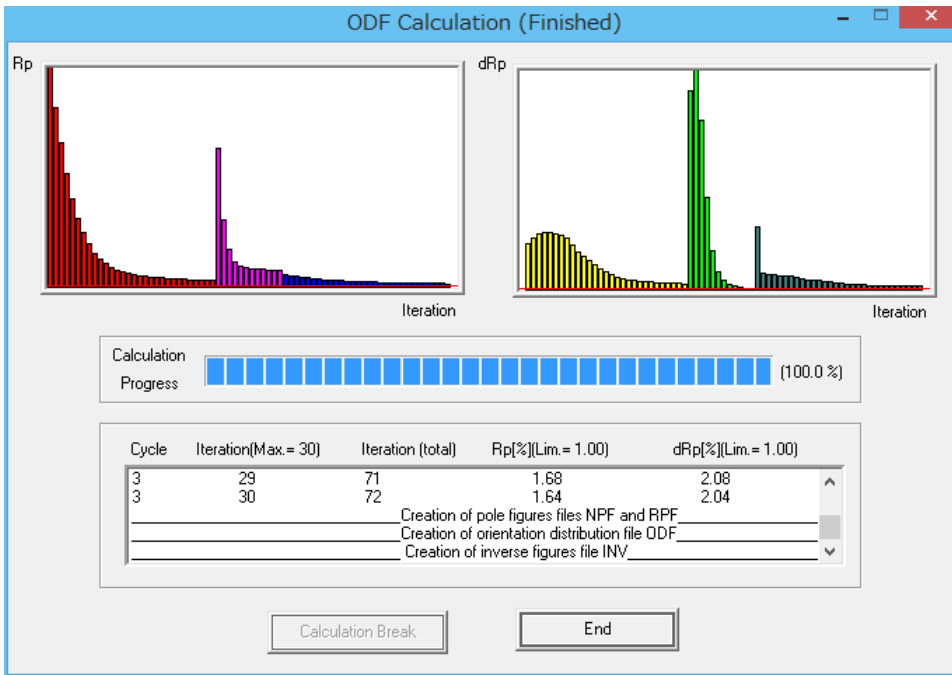 ODF Calculation (Finished)
Rp
dRp
Iteration
Iteration
Calculation
Progress
(100.0 %)
Cycle Iteration(Max.= 30) Iteration (total) Rp[%](Lim.= 1.00) dRp[%](Lim.= 1.00)
3 29 71 1.68 2.08
3 30 72 1.64 2.04
Creation of pole figures files NPF and RPF
Creation of orientation distribution file ODF
Creation of inverse figures file INV
Calculation Break
End